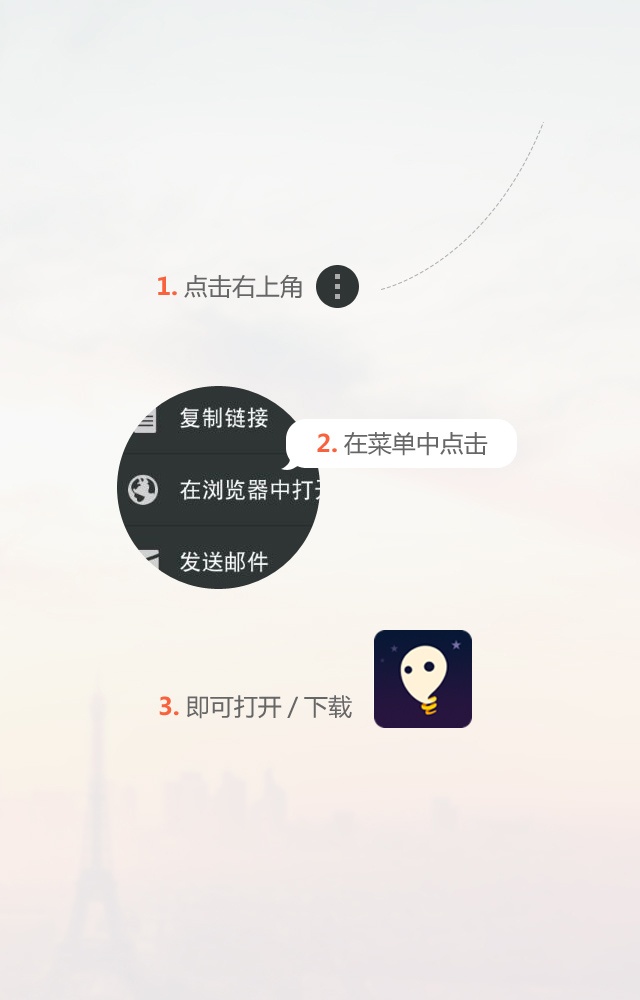 1. 点击右上角
复制链接
2. 在菜单中点击
在浏览器中打
发送邮件
3. 即可打开 / 下载